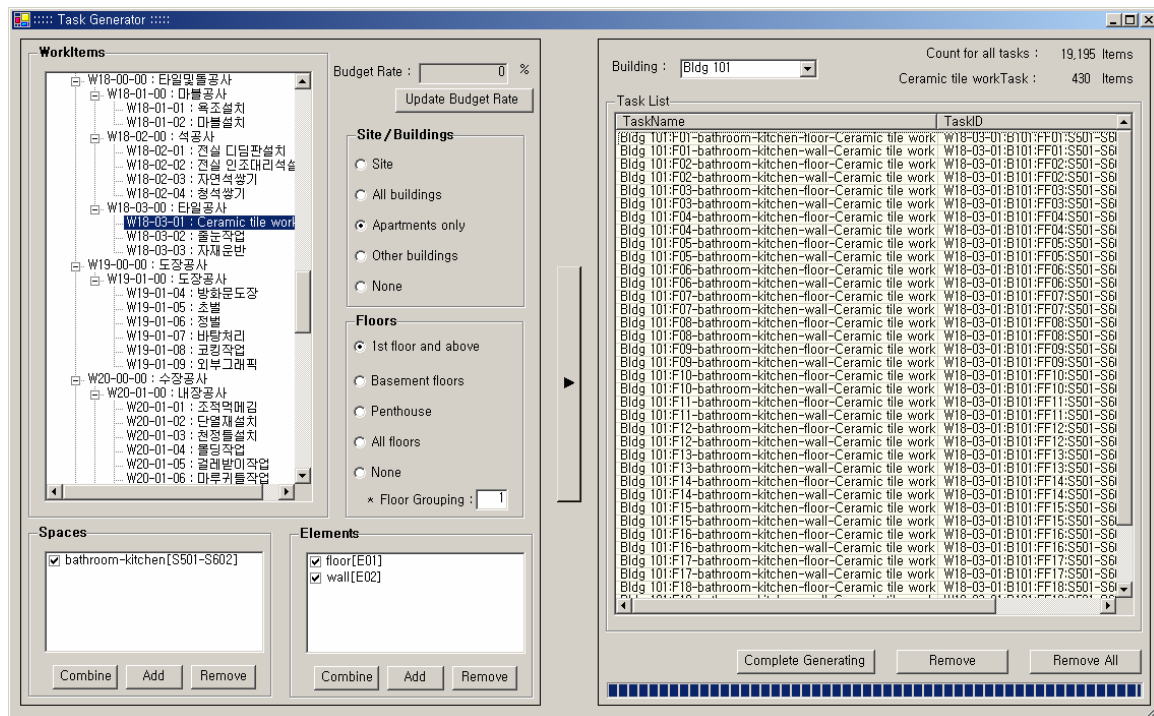 ::::: Task Generator :::::
WorkItems
W18-00-00 : 타일및돌공사
W18-01-00 : 마블공사
W18-01-01 : 욕조설치
W18-01-02 : 마블설치
W18-02-00 : 석공사
W18-02-01 : 전실 디딤판설치
W18-02-02 : 전실 인조대리석설
W18-02-03 : 자연석쌓기
W18-02-04 : 청석쌓기
W18-03-00 : 타일공사
W18-03-01 : Ceramic tile work
W18-03-02 : 줄눈작업
W18-03-03 : 자재운반
W19-00-00 : 도장공사
W19-01-00 : 도장공사
W19-01-04 : 방화문도장
W19-01-05 : 초벌
W19-01-06 : 정벌
W19-01-07 : 바탕처리
W19-01-08 : 코킹작업
W19-01-09 : 외부그래픽
W20-00-00 : 수장공사
W20-01-00 : 내장공사
W20-01-01 : 조적먹메김
W20-01-02 : 단열재설치
W20-01-03 : 천정틀설치
W20-01-04 : 몰딩작업
W20-01-05 : 걸레받이작업
W20-01-06 : 마루귀틀작업
Budget Rate : 0 %
Update Budget Rate
Site / Buildings
Site
All buildings
Apartments only
Other buildings
None
Floors
1st floor and above
Basement floors
Penthouse
All floors
None
* Floor Grouping : 1
Spaces
bathroom-kitchen[S501-S602]
Combine Add Remove
Elements
floor[E01]
wall[E02]
Combine Add Remove
Building : Bldg 101
Count for all tasks : 19,195 Items
Ceramic tile workTask : 430 Items
Task List
TaskName TaskID
Bldg 101:F01-bathroom-kitchen-floor-Ceramic tile work W18-03-01:B101:FF01:S501-S60
Bldg 101:F01-bathroom-kitchen-wall-Ceramic tile work W18-03-01:B101:FF01:S501-S60
Bldg 101:F02-bathroom-kitchen-floor-Ceramic tile work W18-03-01:B101:FF02:S501-S60
Bldg 101:F02-bathroom-kitchen-wall-Ceramic tile work W18-03-01:B101:FF02:S501-S60
Bldg 101:F03-bathroom-kitchen-floor-Ceramic tile work W18-03-01:B101:FF03:S501-S60
Bldg 101:F03-bathroom-kitchen-wall-Ceramic tile work W18-03-01:B101:FF03:S501-S60
Bldg 101:F04-bathroom-kitchen-floor-Ceramic tile work W18-03-01:B101:FF04:S501-S60
Bldg 101:F04-bathroom-kitchen-wall-Ceramic tile work W18-03-01:B101:FF04:S501-S60
Bldg 101:F05-bathroom-kitchen-floor-Ceramic tile work W18-03-01:B101:FF05:S501-S60
Bldg 101:F05-bathroom-kitchen-wall-Ceramic tile work W18-03-01:B101:FF05:S501-S60
Bldg 101:F06-bathroom-kitchen-floor-Ceramic tile work W18-03-01:B101:FF06:S501-S60
Bldg 101:F06-bathroom-kitchen-wall-Ceramic tile work W18-03-01:B101:FF06:S501-S60
Bldg 101:F07-bathroom-kitchen-floor-Ceramic tile work W18-03-01:B101:FF07:S501-S60
Bldg 101:F07-bathroom-kitchen-wall-Ceramic tile work W18-03-01:B101:FF07:S501-S60
Bldg 101:F08-bathroom-kitchen-floor-Ceramic tile work W18-03-01:B101:FF08:S501-S60
Bldg 101:F08-bathroom-kitchen-wall-Ceramic tile work W18-03-01:B101:FF08:S501-S60
Bldg 101:F09-bathroom-kitchen-floor-Ceramic tile work W18-03-01:B101:FF09:S501-S60
Bldg 101:F09-bathroom-kitchen-wall-Ceramic tile work W18-03-01:B101:FF09:S501-S60
Bldg 101:F10-bathroom-kitchen-floor-Ceramic tile work W18-03-01:B101:FF10:S501-S60
Bldg 101:F10-bathroom-kitchen-wall-Ceramic tile work W18-03-01:B101:FF10:S501-S60
Bldg 101:F11-bathroom-kitchen-floor-Ceramic tile work W18-03-01:B101:FF11:S501-S60
Bldg 101:F11-bathroom-kitchen-wall-Ceramic tile work W18-03-01:B101:FF11:S501-S60
Bldg 101:F12-bathroom-kitchen-floor-Ceramic tile work W18-03-01:B101:FF12:S501-S60
Bldg 101:F12-bathroom-kitchen-wall-Ceramic tile work W18-03-01:B101:FF12:S501-S60
Bldg 101:F13-bathroom-kitchen-floor-Ceramic tile work W18-03-01:B101:FF13:S501-S60
Bldg 101:F13-bathroom-kitchen-wall-Ceramic tile work W18-03-01:B101:FF13:S501-S60
Bldg 101:F14-bathroom-kitchen-floor-Ceramic tile work W18-03-01:B101:FF14:S501-S60
Bldg 101:F14-bathroom-kitchen-wall-Ceramic tile work W18-03-01:B101:FF14:S501-S60
Bldg 101:F15-bathroom-kitchen-floor-Ceramic tile work W18-03-01:B101:FF15:S501-S60
Bldg 101:F15-bathroom-kitchen-wall-Ceramic tile work W18-03-01:B101:FF15:S501-S60
Bldg 101:F16-bathroom-kitchen-floor-Ceramic tile work W18-03-01:B101:FF16:S501-S60
Bldg 101:F16-bathroom-kitchen-wall-Ceramic tile work W18-03-01:B101:FF16:S501-S60
Bldg 101:F17-bathroom-kitchen-floor-Ceramic tile work W18-03-01:B101:FF17:S501-S60
Bldg 101:F17-bathroom-kitchen-wall-Ceramic tile work W18-03-01:B101:FF17:S501-S60
Bldg 101:F18-bathroom-kitchen-floor-Ceramic tile work W18-03-01:B101:FF18:S501-S60
Complete Generating Remove Remove All